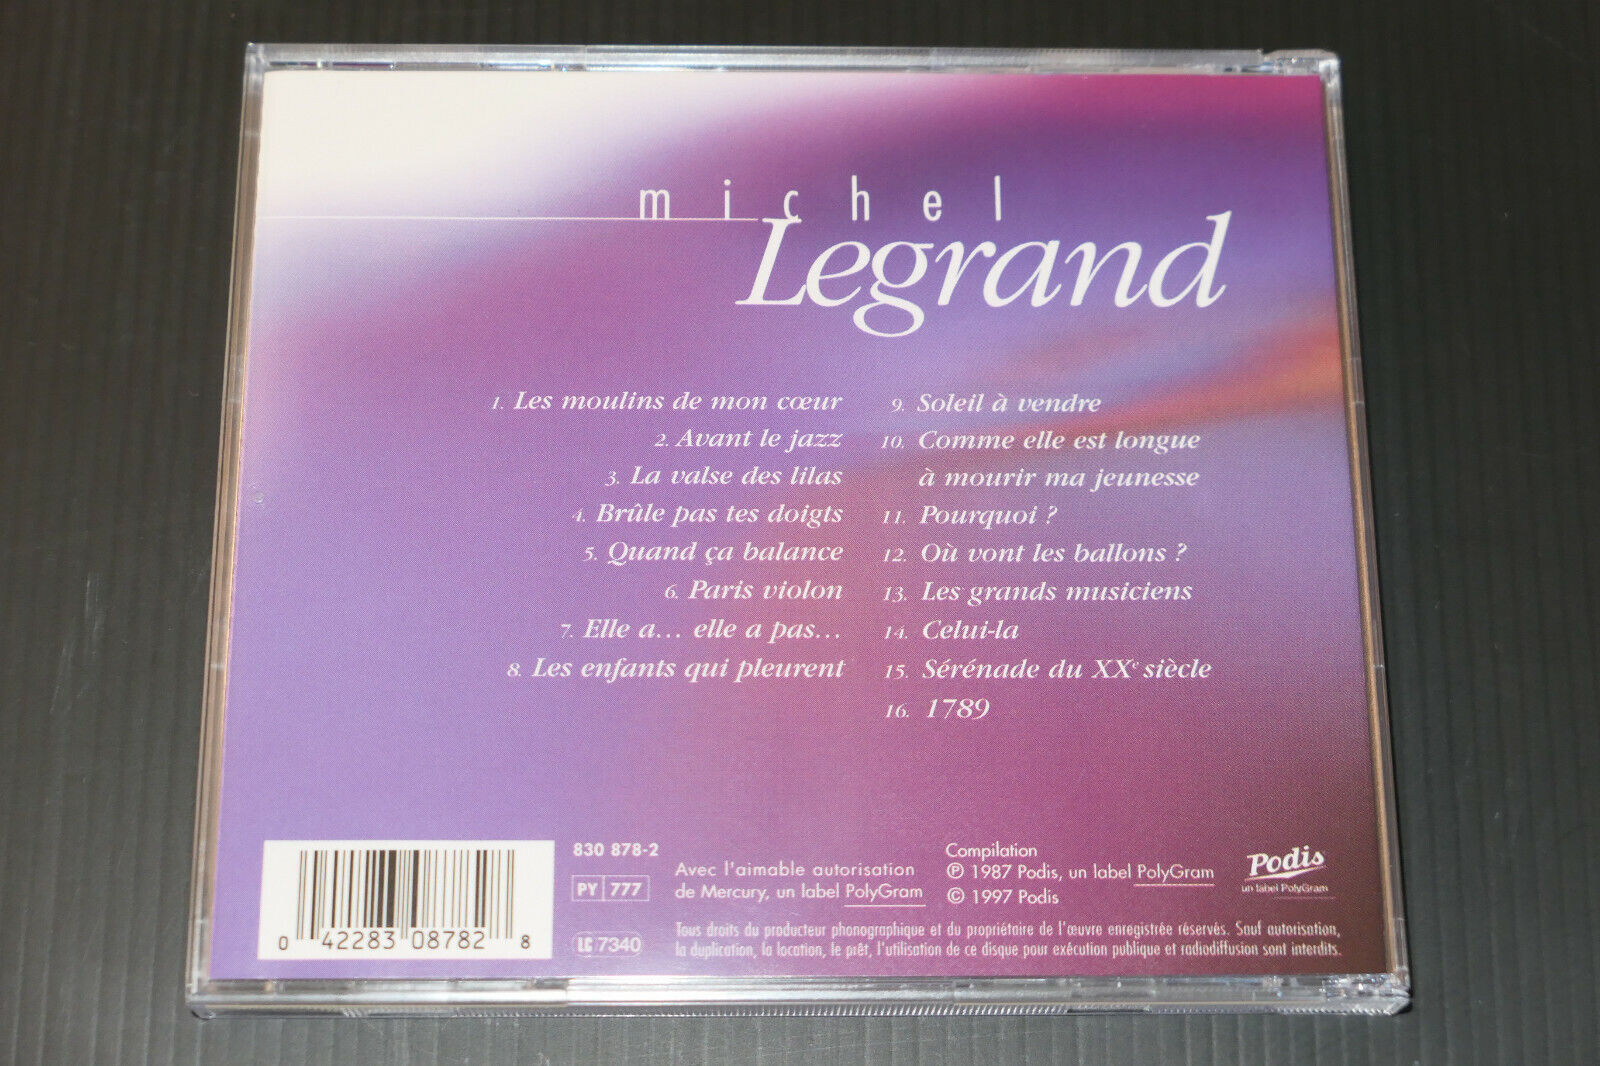 michel
Legrand
1. Les moulins de mon cœur
2. Avant le jazz
3. La valse des lilas
4. Brûle pas tes doigts
5. Quand ça balance
6. Paris violon
7. Elle a... elle a pas...
8. Les enfants qui pleurent
9. Soleil à vendre
10. Comme elle est longue
à mourir ma jeunesse
11. Pourquoi ?
12. Où vont les ballons ?
13. Les grands musiciens
14. Celui-la
15. Sérénade du XXe siècle
16. 1789
0 42283 08782 8
830 878-2
PY 777
LC 7340
Avec l'aimable autorisation
de Mercury, un label PolyGram
Compilation
℗ 1987 Podis, un label PolyGram
© 1997 Podis
Podis
un label PolyGram
Tous droits du producteur phonographique et du propriétaire de l'œuvre enregistrée réservés. Sauf autorisation,
la duplication, la location, le prêt, l'utilisation de ce disque pour exécution publique et radiodiffusion sont interdits.